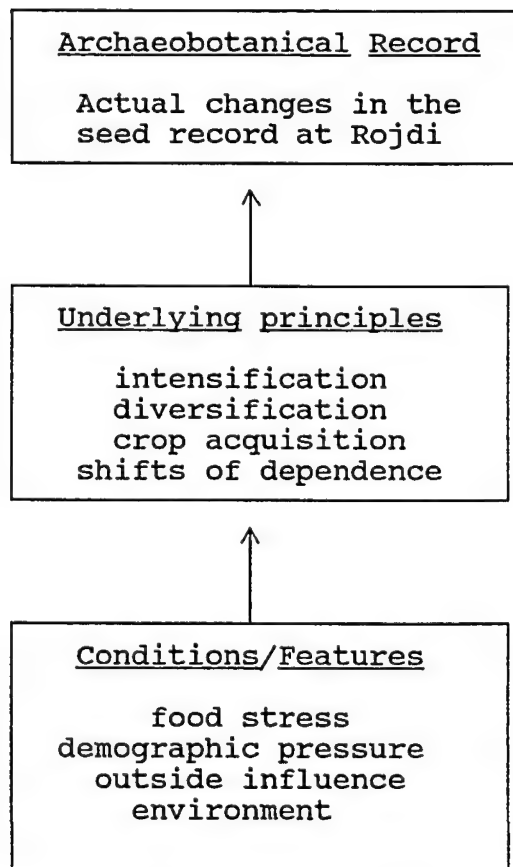 Archaeobotanical Record
Actual changes in the
seed record at Rojdi
Underlying principles
intensification
diversification
crop acquisition
shifts of dependence
Conditions/Features
food stress
demographic pressure
outside influence
environment